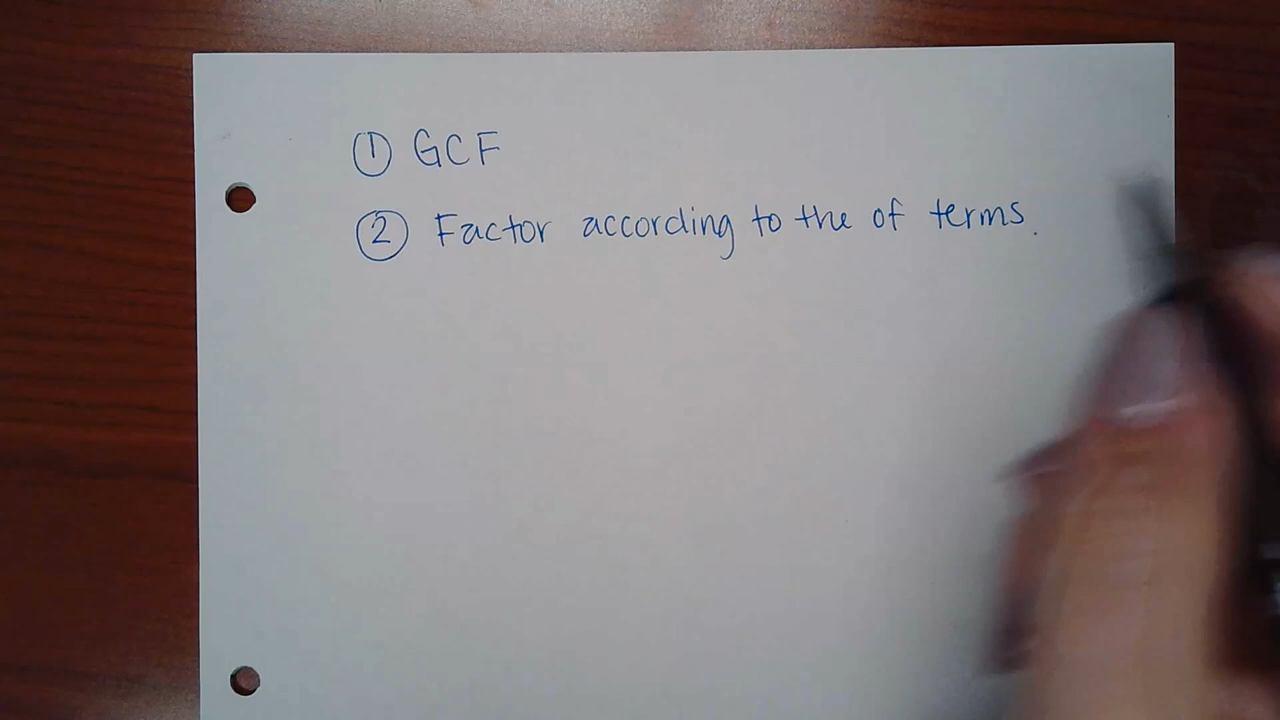 ① GCF
② Factor according to the of terms.